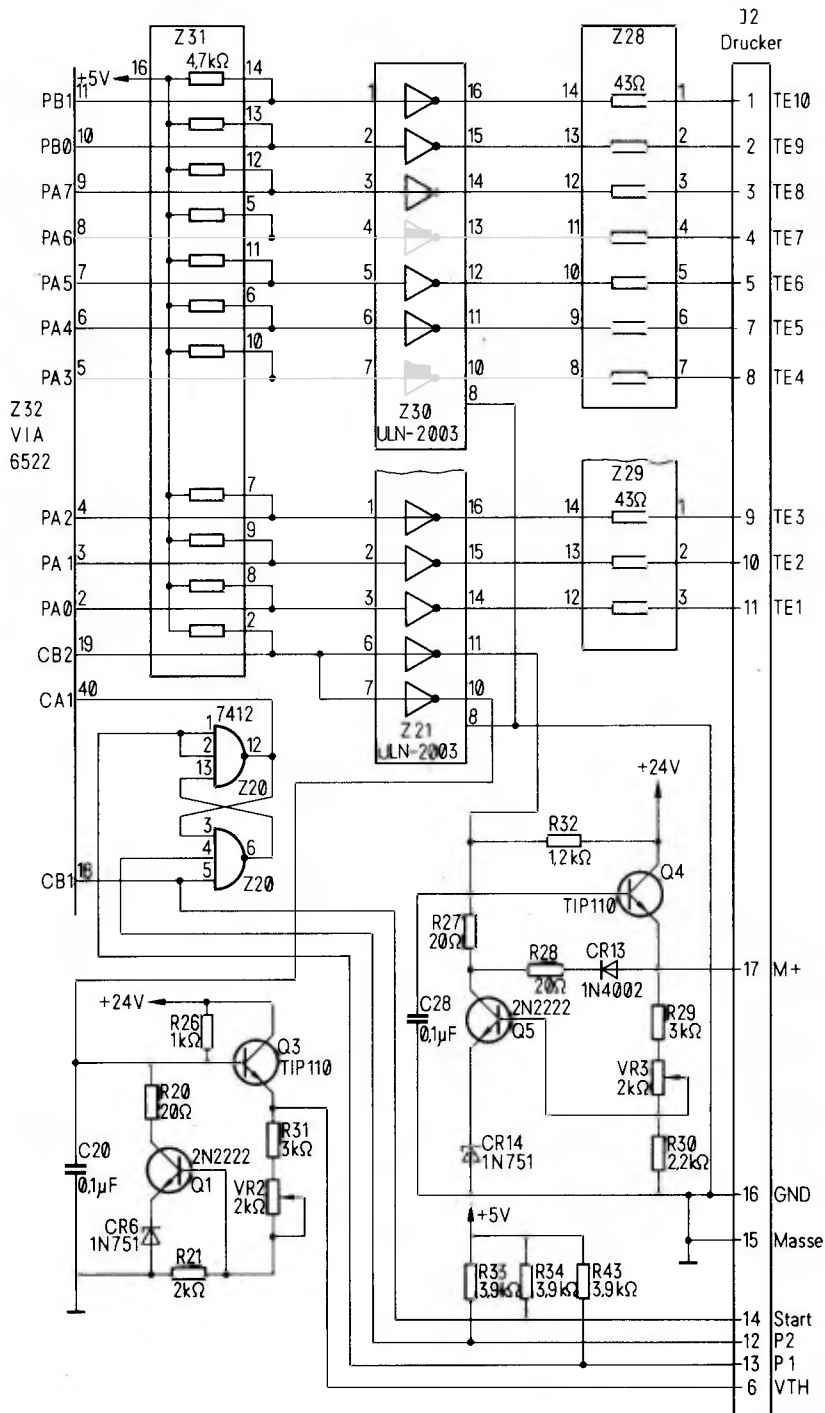 J2
Drucker
Z31
Z28
4,7kΩ
43Ω
+5V
16
14
PB1 11
1
16
14
1
1 TE10
13
PB0 10
2
15
13
2
2 TE9
12
PA7 9
3
14
12
3
3 TE8
5
PA6 8
4
13
11
4
4 TE7
11
PA5 7
5
12
10
5
5 TE6
6
PA4 6
6
11
9
6
7 TE5
10
PA3 5
7
10
8
7
8 TE4
8
Z30
ULN-2003
Z32
VIA
6522
Z29
43Ω
7
PA2 4
1
16
14
1
9 TE3
9
PA1 3
2
15
13
2
10 TE2
8
PA0 2
3
14
12
3
11 TE1
2
CB2 19
6
11
CA1 40
7
10
8
Z21
ULN-2003
7412
1
2
13
12
Z20
3
4
5
6
Z20
CB1 18
+24V
R32
1,2kΩ
Q4
TIP110
R27
20Ω
R28
20Ω
CR13
1N4002
17 M+
C28
0,1µF
2N2222
Q5
R29
3kΩ
VR3
2kΩ
R30
2,2kΩ
CR14
1N751
+24V
R26
1kΩ
Q3
TIP110
R20
20Ω
R31
3kΩ
C20
0,1µF
2N2222
Q1
VR2
2kΩ
CR6
1N751
R21
2kΩ
16 GND
+5V
15 Masse
R33
3,9kΩ
R34
3,9kΩ
R43
3,9kΩ
14 Start
12 P2
13 P1
6 VTH